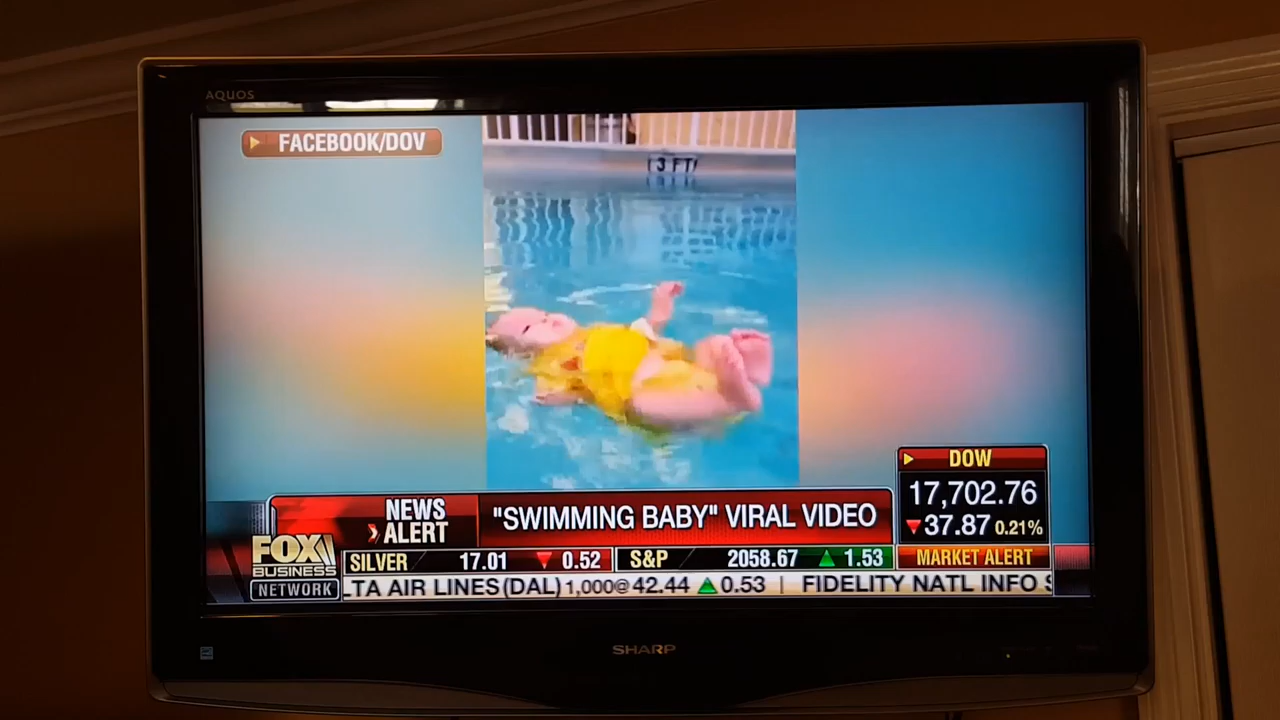 AQUOS
FACEBOOK/DOV
3 FT
DOW
17,702.76
37.87 0.21%
MARKET ALERT
NEWS
ALERT
"SWIMMING BABY" VIRAL VIDEO
FOX
BUSINESS
NETWORK
SILVER 17.01 0.52 S&P 2058.67 1.53
LTA AIR LINES(DAL) 1,000@ 42.44 0.53 | FIDELITY NATL INFO S
SHARP